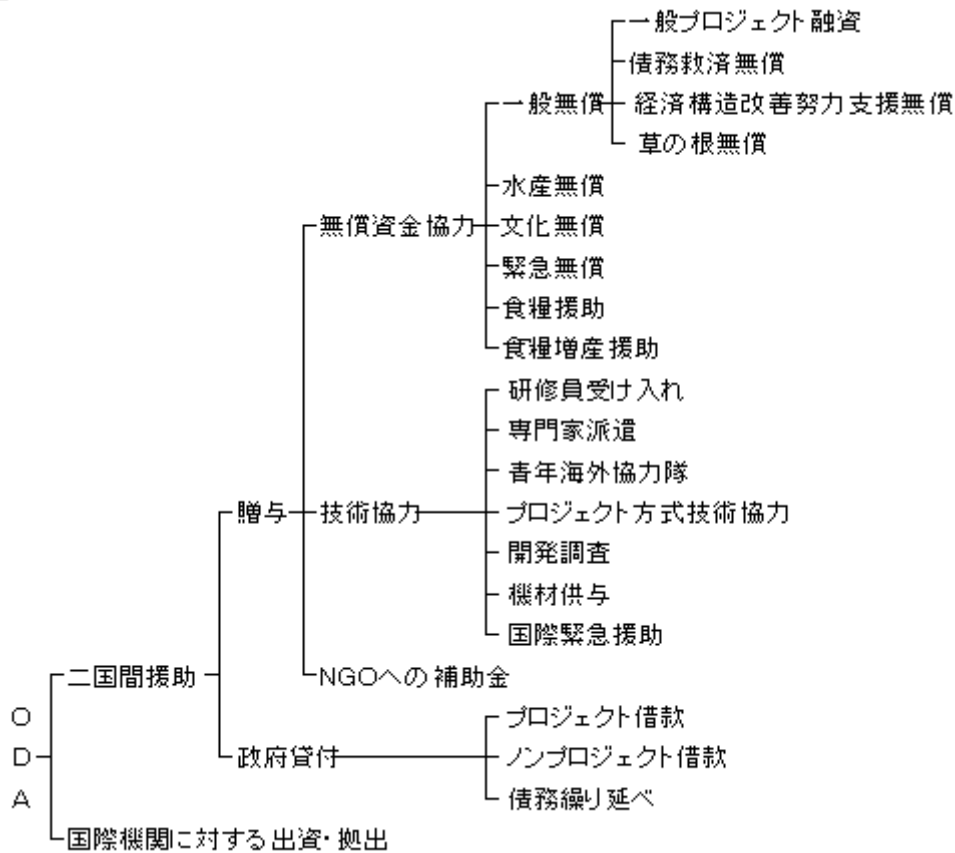 一般プロジェクト融資
債務救済無償
一般無償
経済構造改善努力支援無償
草の根無償
水産無償
無償資金協力
文化無償
緊急無償
食糧援助
食糧増産援助
研修員受け入れ
専門家派遣
青年海外協力隊
贈与
技術協力
プロジェクト方式技術協力
開発調査
機材供与
国際緊急援助
二国間援助
NGOへの補助金
ODA
プロジェクト借款
政府貸付
ノンプロジェクト借款
債務繰り延べ
国際機関に対する出資・拠出